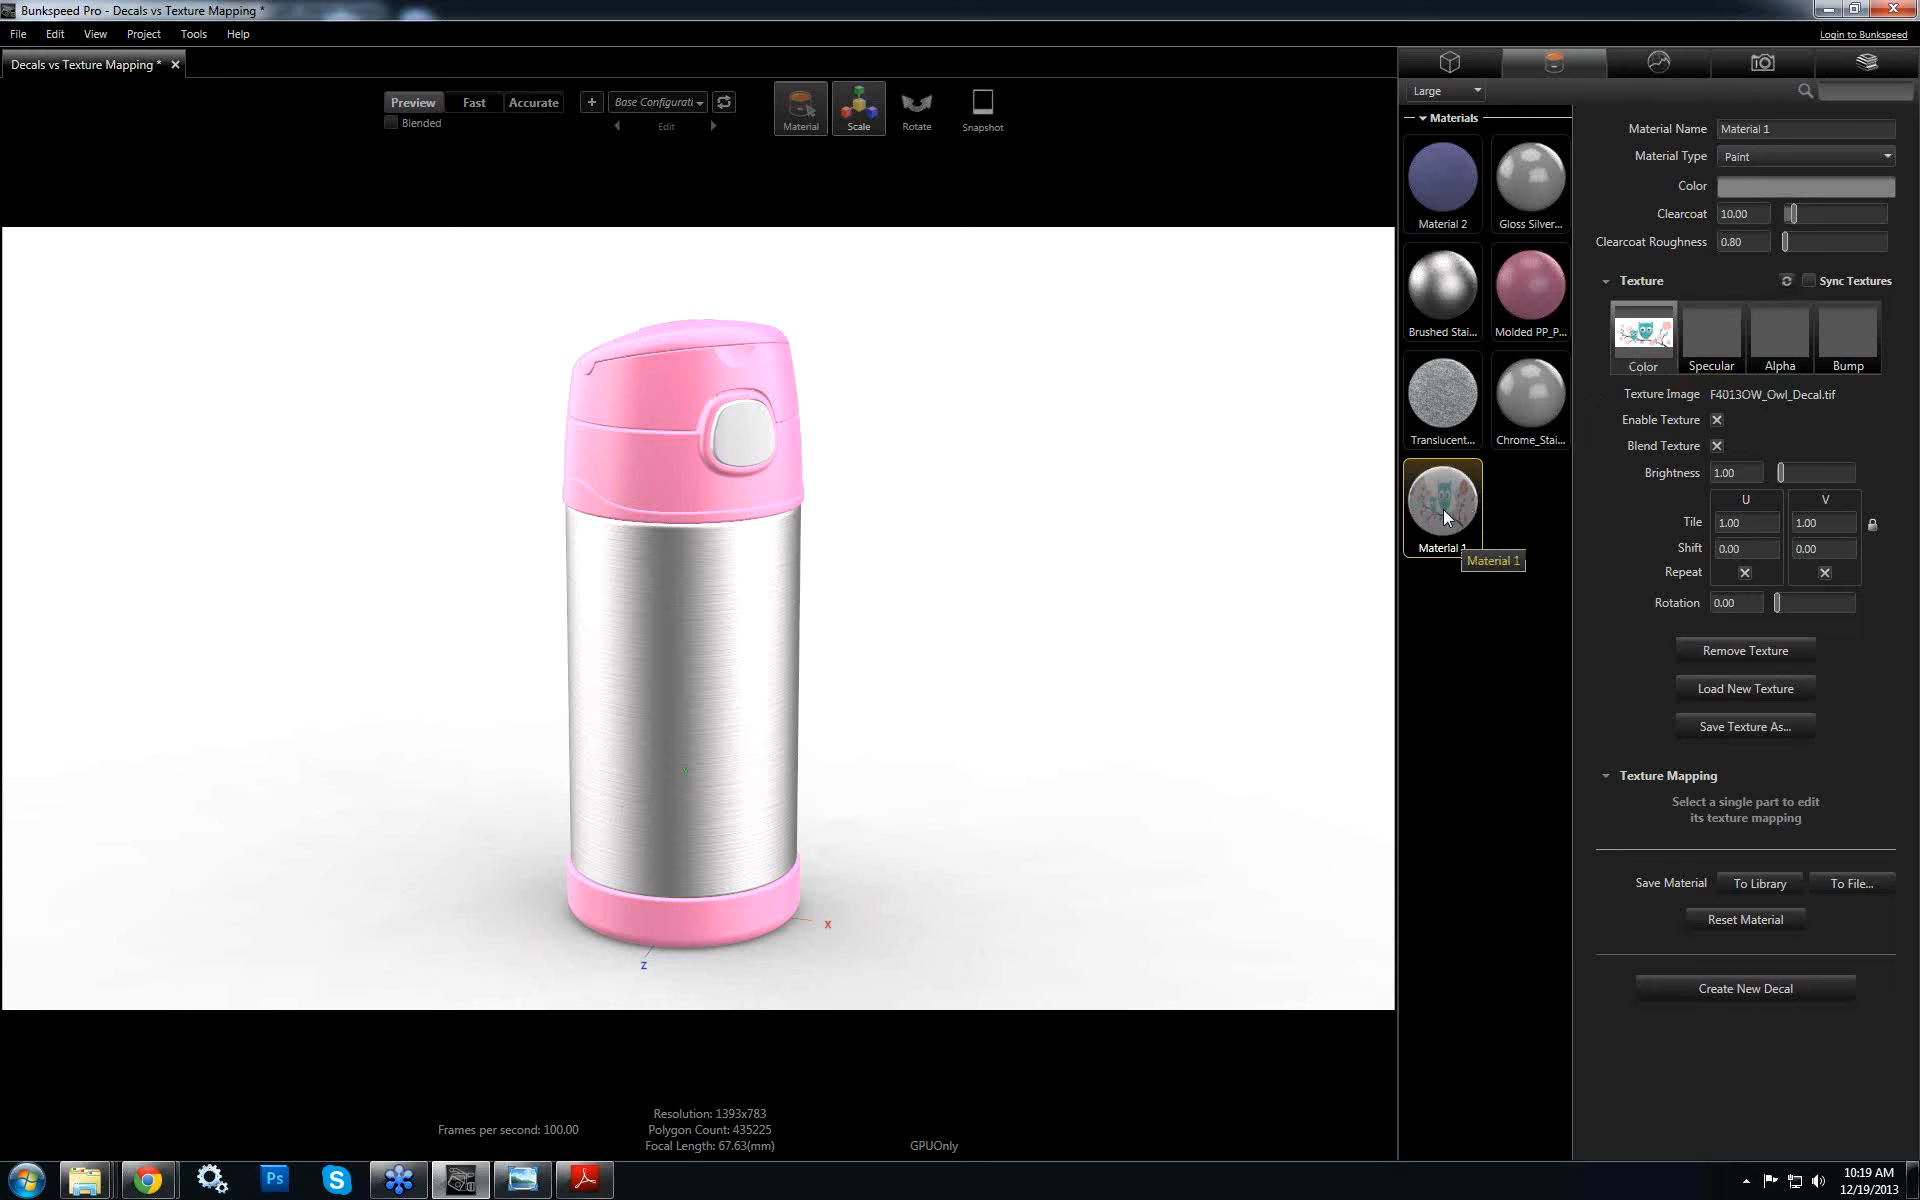 Bunkspeed Pro - Decals vs Texture Mapping *
File Edit View Project Tools Help
Login to Bunkspeed
Decals vs Texture Mapping *
Preview Fast Accurate
Base Configurati
Blended
Edit
Material Scale Rotate Snapshot
Large
Materials
Material 2 Gloss Silver...
Brushed Stai... Molded PP_P...
Translucent... Chrome_Stai...
Material 1
Material 1
Material Name Material 1
Material Type Paint
Color
Clearcoat 10.00
Clearcoat Roughness 0.80
Texture Sync Textures
Color Specular Alpha Bump
Texture Image F4013OW_Owl_Decal.tif
Enable Texture
Blend Texture
Brightness 1.00
U V
Tile 1.00 1.00
Shift 0.00 0.00
Repeat
Rotation 0.00
Remove Texture
Load New Texture
Save Texture As...
Texture Mapping
Select a single part to edit
its texture mapping
Save Material To Library To File...
Reset Material
Create New Decal
X
Z
Resolution: 1393x783
Frames per second: 100.00
Polygon Count: 435225
Focal Length: 67.63(mm)
GPUOnly
Ps
10:19 AM
12/19/2013